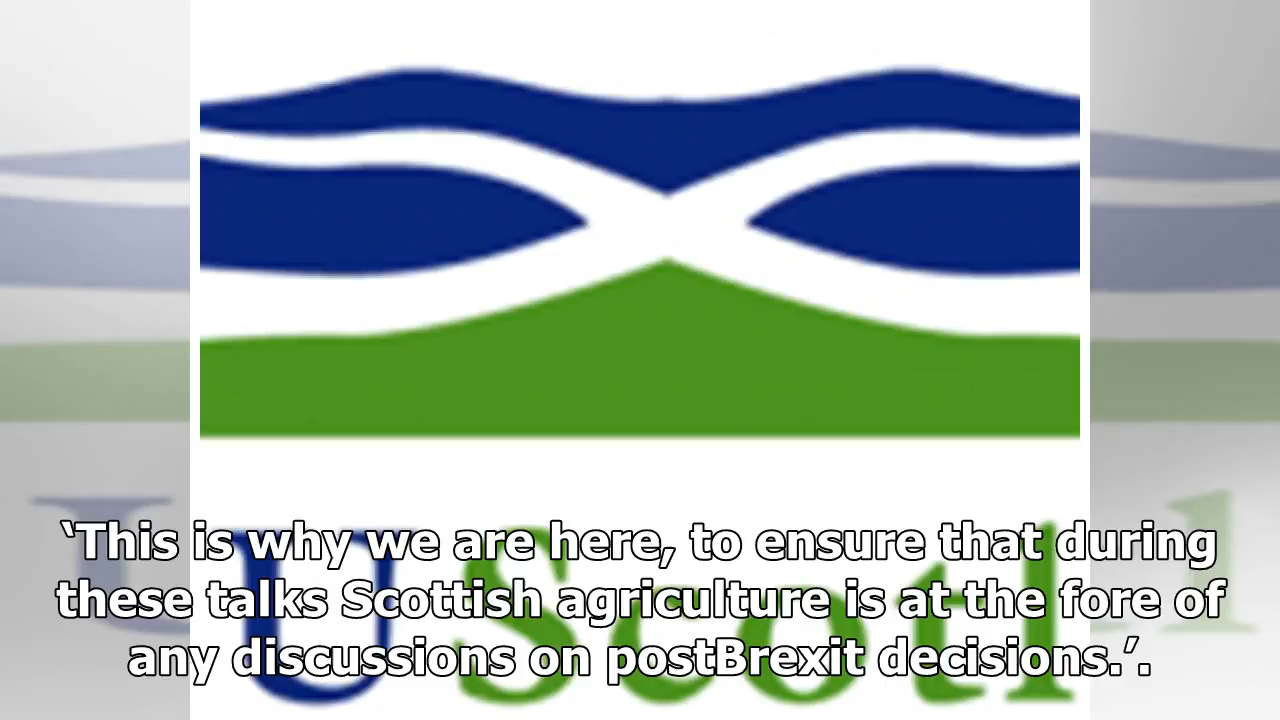 ‘This is why we are here, to ensure that during
these talks Scottish agriculture is at the fore of
any discussions on postBrexit decisions.’.